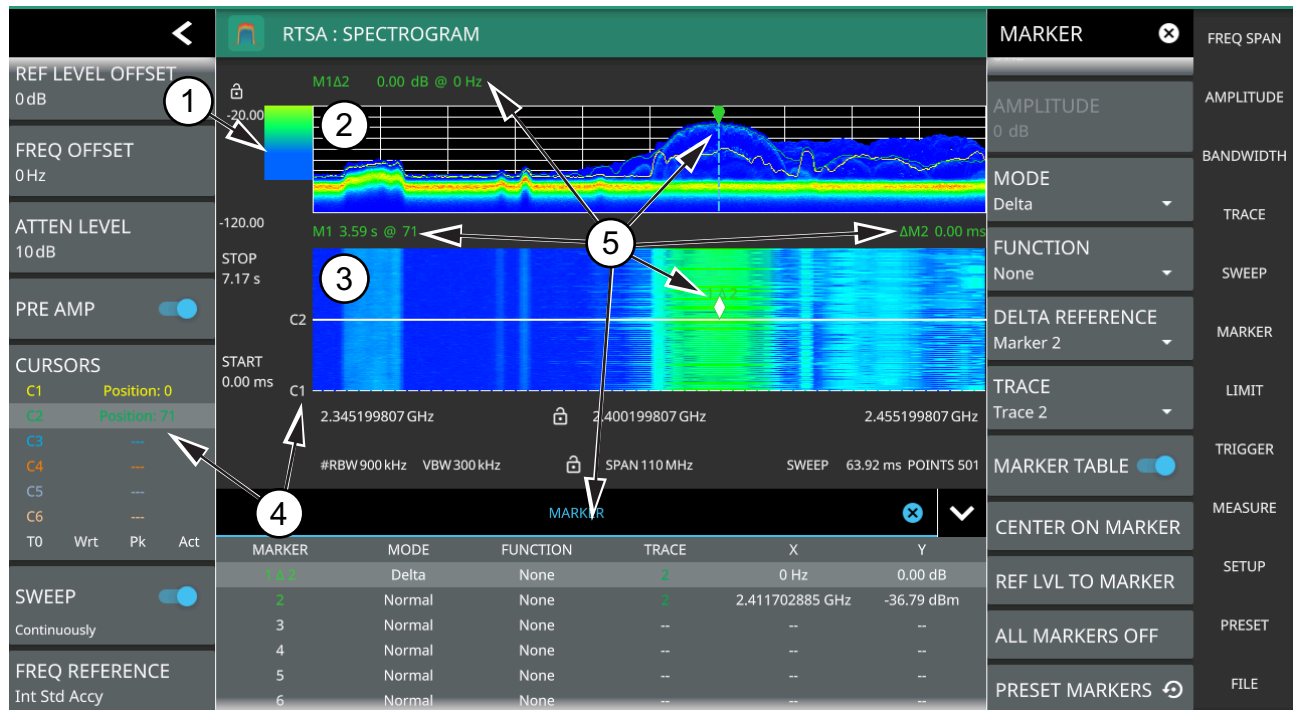 RTSA : SPECTROGRAM
REF LEVEL OFFSET
0 dB
FREQ OFFSET
0 Hz
ATTEN LEVEL
10 dB
PRE AMP
CURSORS
C1 Position: 0
C2 Position: 71
C3 ---
C4 ---
C5 ---
C6 ---
T0 Wrt Pk Act
SWEEP
Continuously
FREQ REFERENCE
Int Std Accy
M1Δ2 0.00 dB @ 0 Hz
-20.00
1
2
-120.00
M1 3.59 s @ 71
ΔM2 0.00 ms
5
STOP
7.17 s
3
C2
START
0.00 ms
C1
2.345199807 GHz 2.400199807 GHz 2.455199807 GHz
#RBW 900 kHz VBW 300 kHz SPAN 110 MHz SWEEP 63.92 ms POINTS 501
4
MARKER
MARKER MODE FUNCTION TRACE X Y
1 Δ 2 Delta None 2 0 Hz 0.00 dB
2 Normal None 2 2.411702885 GHz -36.79 dBm
3 Normal None -- -- --
4 Normal None -- -- --
5 Normal None -- -- --
6 Normal None -- -- --
MARKER
AMPLITUDE
0 dB
MODE
Delta
FUNCTION
None
DELTA REFERENCE
Marker 2
TRACE
Trace 2
MARKER TABLE
CENTER ON MARKER
REF LVL TO MARKER
ALL MARKERS OFF
PRESET MARKERS
FREQ SPAN
AMPLITUDE
BANDWIDTH
TRACE
SWEEP
MARKER
LIMIT
TRIGGER
MEASURE
SETUP
PRESET
FILE